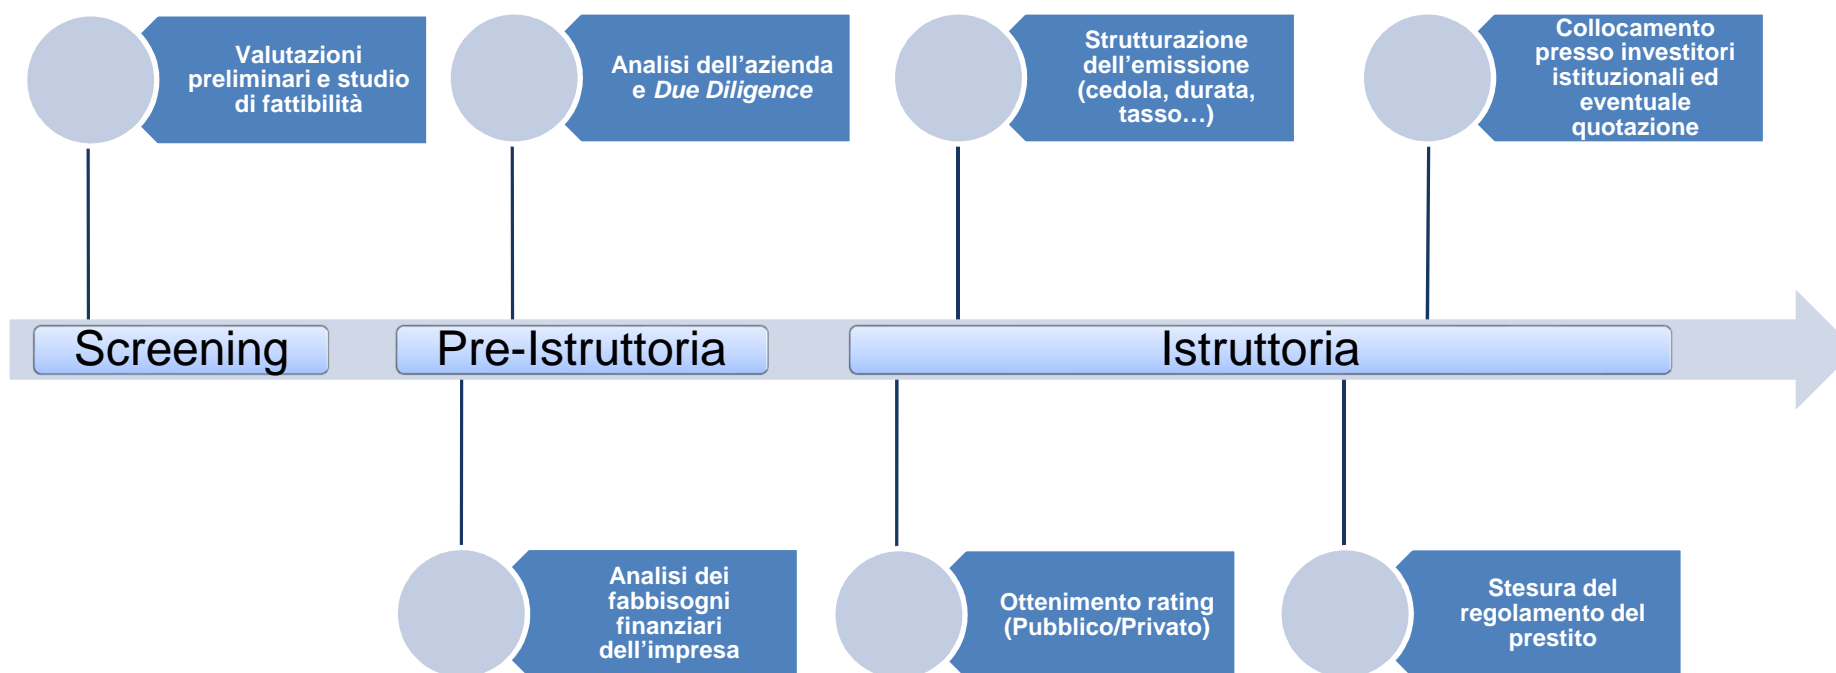 Valutazioni
preliminari e studio
di fattibilità
Analisi dell’azienda
e Due Diligence
Strutturazione
dell’emissione
(cedola, durata,
tasso…)
Collocamento
presso investitori
istituzionali ed
eventuale
quotazione
Screening
Pre-Istruttoria
Istruttoria
Analisi dei
fabbisogni
finanziari
dell’impresa
Ottenimento rating
(Pubblico/Privato)
Stesura del
regolamento del
prestito